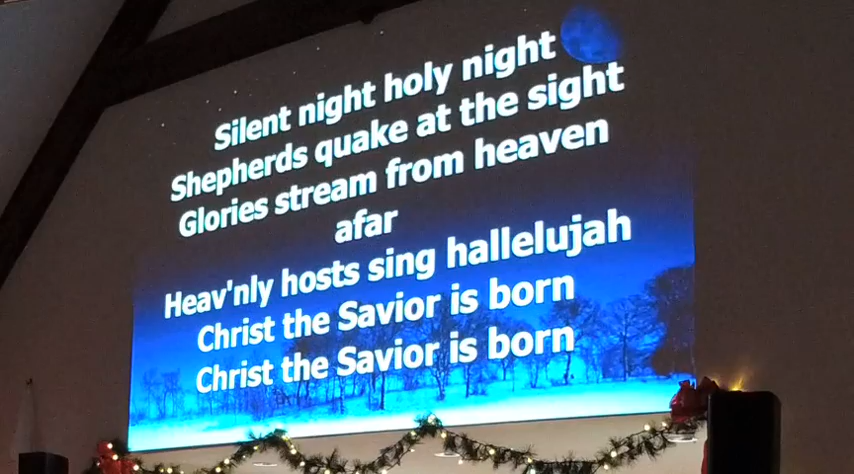 Silent night holy night
Shepherds quake at the sight
Glories stream from heaven
afar
Heav'nly hosts sing hallelujah
Christ the Savior is born
Christ the Savior is born